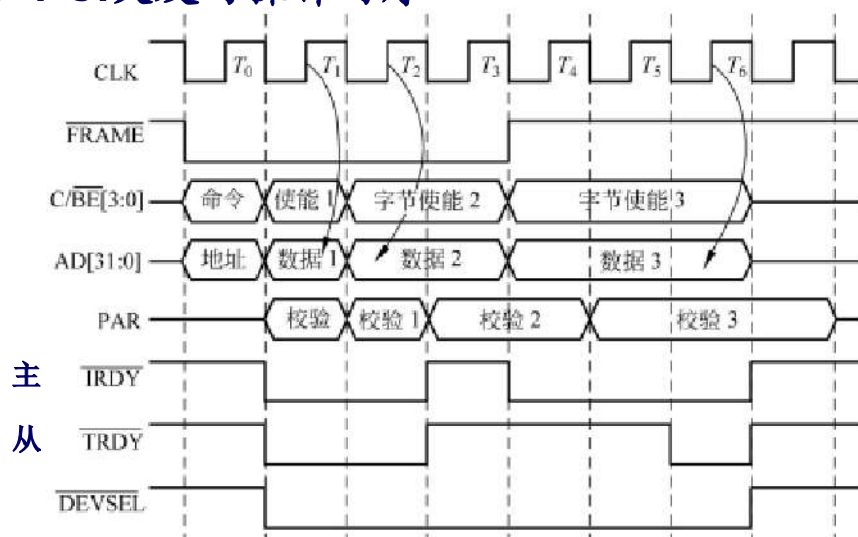 CLK T0 T1 T2 T3 T4 T5 T6
FRAME
C/BE[3:0] 命令 使能 1 字节使能 2 字节使能 3
AD[31:0] 地址 数据 1 数据 2 数据 3
PAR 校验 校验 1 校验 2 校验 3
主 IRDY
从 TRDY
DEVSEL